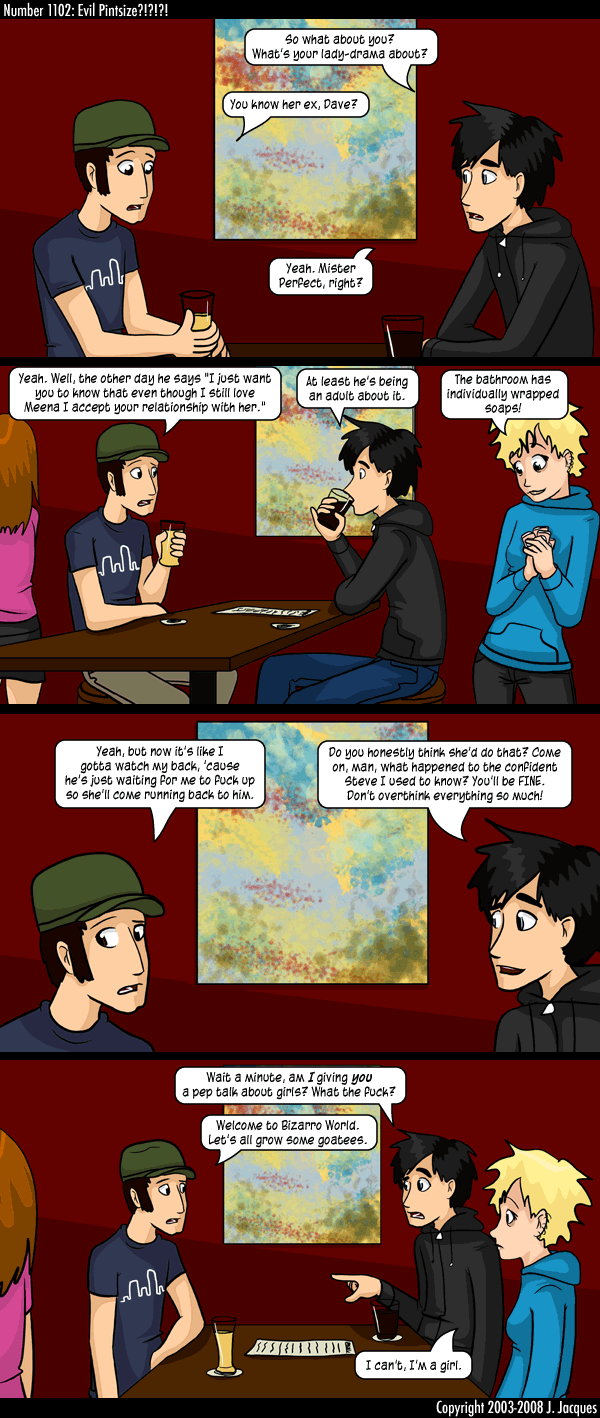 Number 1102: Evil Pintsize?!?!?!
So what about you?
What's your lady-drama about?
You know her ex, Dave?
Yeah. Mister
Perfect, right?
Yeah. Well, the other day he says "I just want
you to know that even though I still love
Meena I accept your relationship with her."
At least he's being
an adult about it.
The bathroom has
individually wrapped
soaps!
Yeah, but now it's like I
gotta watch my back, 'cause
he's just waiting for me to fuck up
so she'll come running back to him.
Do you honestly think she'd do that? Come
on, man, what happened to the confident
Steve I used to know? You'll be FINE.
Don't overthink everything so much!
Wait a minute, am I giving you
a pep talk about girls? What the fuck?
Welcome to Bizarro World.
Let's all grow some goatees.
I can't, I'm a girl.
Copyright 2003-2008 J. Jacques